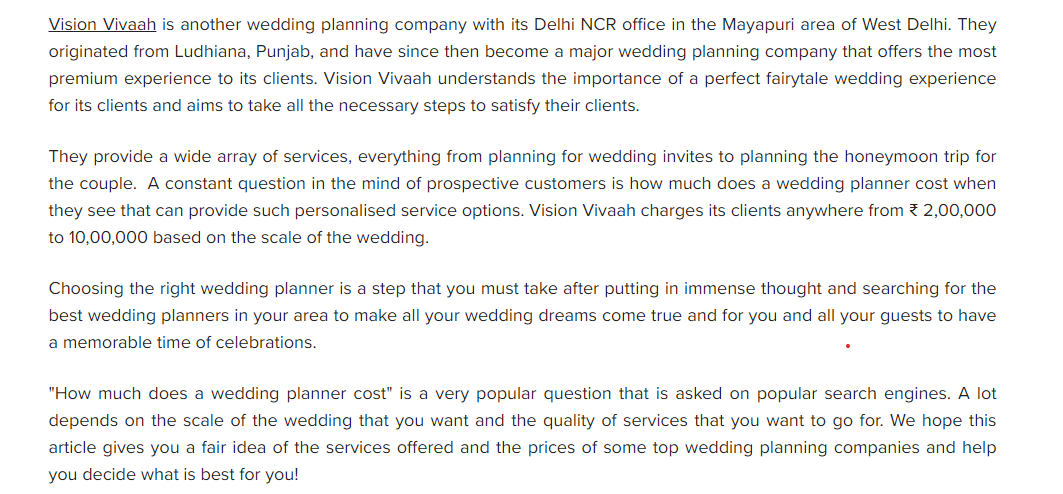 Vision Vivaah is another wedding planning company with its Delhi NCR office in the Mayapuri area of West Delhi. They
originated from Ludhiana, Punjab, and have since then become a major wedding planning company that offers the most
premium experience to its clients. Vision Vivaah understands the importance of a perfect fairytale wedding experience
for its clients and aims to take all the necessary steps to satisfy their clients.
They provide a wide array of services, everything from planning for wedding invites to planning the honeymoon trip for
the couple.  A constant question in the mind of prospective customers is how much does a wedding planner cost when
they see that can provide such personalised service options. Vision Vivaah charges its clients anywhere from ₹ 2,00,000
to 10,00,000 based on the scale of the wedding.
Choosing the right wedding planner is a step that you must take after putting in immense thought and searching for the
best wedding planners in your area to make all your wedding dreams come true and for you and all your guests to have
a memorable time of celebrations.
"How much does a wedding planner cost" is a very popular question that is asked on popular search engines. A lot
depends on the scale of the wedding that you want and the quality of services that you want to go for. We hope this
article gives you a fair idea of the services offered and the prices of some top wedding planning companies and help
you decide what is best for you!